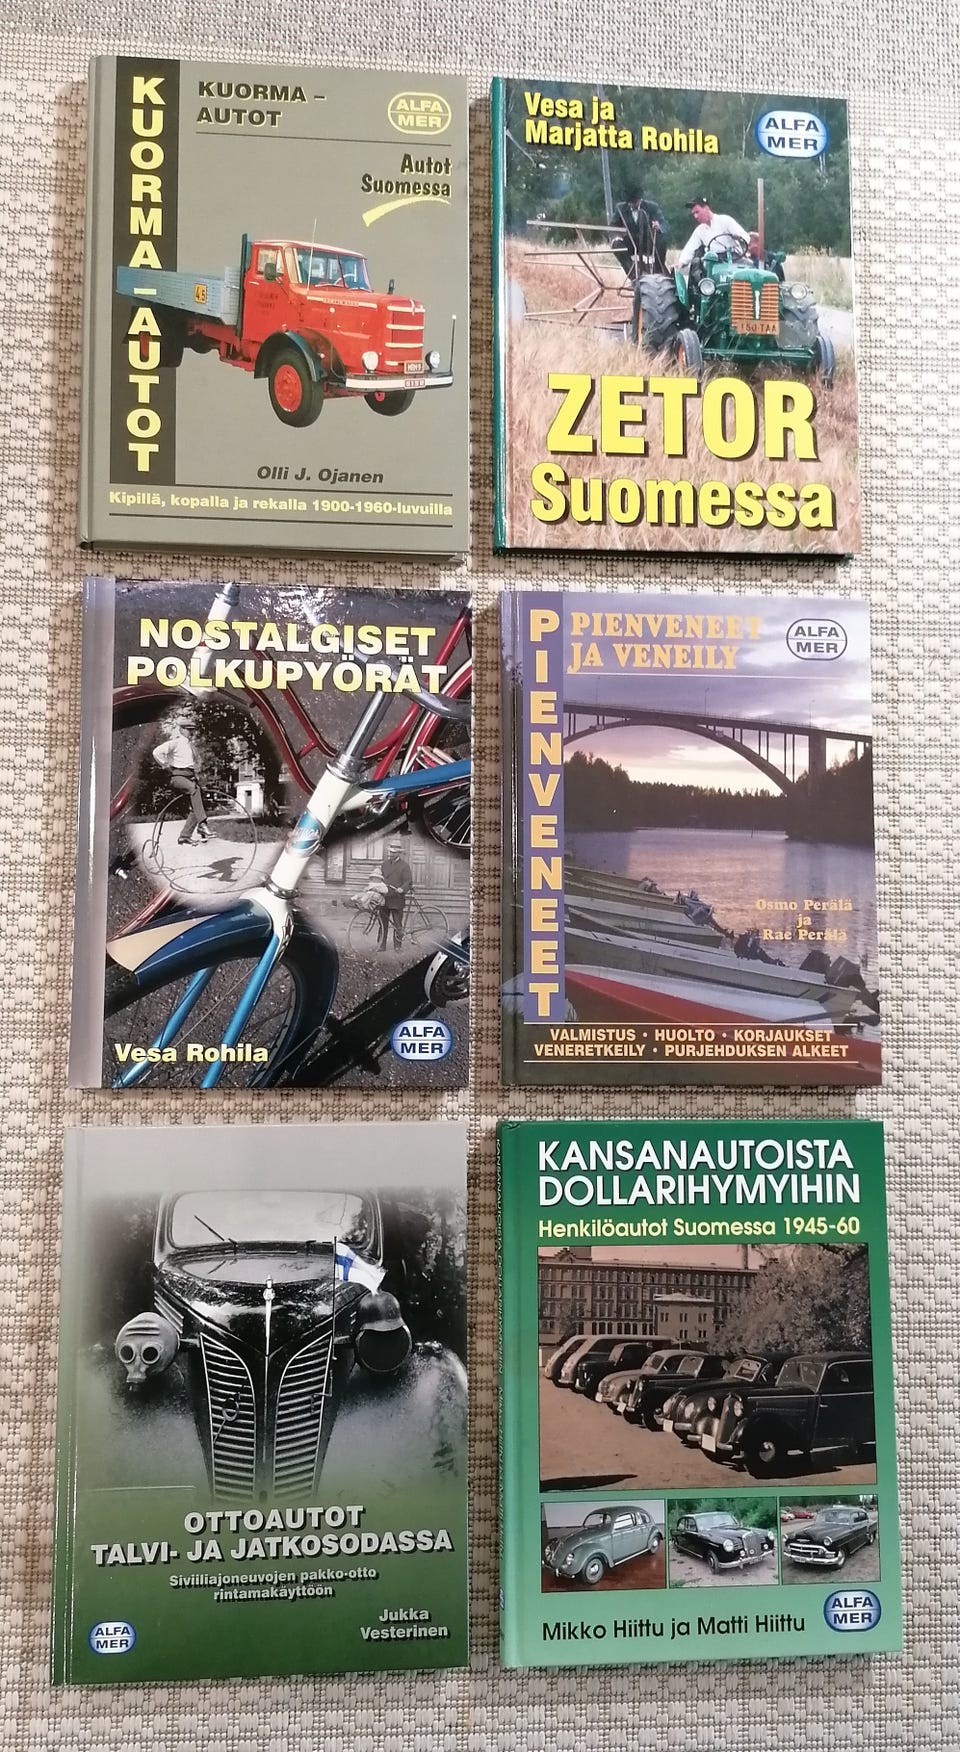 KUORMA-AUTOT
KUORMA –
AUTOT
ALFA
MER
Autot
Suomessa
45
Olli J. Ojanen
Kipillä, kopalla ja rekalla 1900-1960-luvuilla
Vesa ja
Marjatta Rohila
ALFA
MER
ZETOR
Suomessa
NOSTALGISET
POLKUPYÖRÄT
Vesa Rohila
ALFA
MER
PIENVENEET
PIENVENEET
JA VENEILY
ALFA
MER
Osmo Perälä
ja
Rae Perälä
VALMISTUS • HUOLTO • KORJAUKSET
VENERETKEILY • PURJEHDUKSEN ALKEET
OTTOAUTOT
TALVI- JA JATKOSODASSA
Siviiliajoneuvojen pakko-otto
rintamakäyttöön
Jukka
Vesterinen
ALFA
MER
KANSANAUTOISTA
DOLLARIHYMYIHIN
Henkilöautot Suomessa 1945-60
Mikko Hiittu ja Matti Hiittu
ALFA
MER